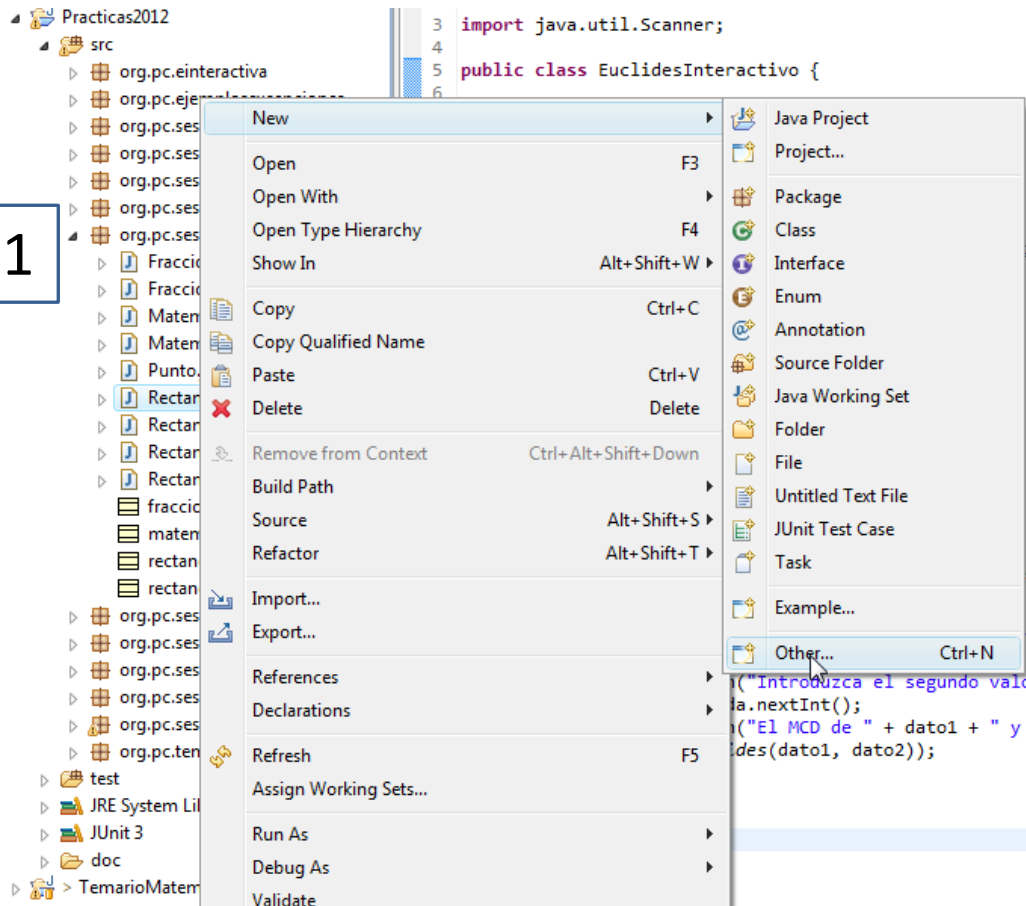 Practicas2012
src
org.pc.einteractiva
org.pc.ses
org.pc.ses
org.pc.ses
org.pc.ses
org.pc.ses
1
Fraccio
Fraccio
Matem
Matem
Punto.
Rectan
Rectan
Rectan
Rectan
fraccio
matem
rectan
rectan
org.pc.ses
org.pc.ses
org.pc.ses
org.pc.ses
org.pc.ses
org.pc.tem
test
JRE System Lib
JUnit 3
doc
> TemarioMatem
3 import java.util.Scanner;
4
5 public class EuclidesInteractivo {
6
New
Open F3
Open With
Open Type Hierarchy F4
Show In Alt+Shift+W
Copy Ctrl+C
Copy Qualified Name
Paste Ctrl+V
Delete Delete
Remove from Context Ctrl+Alt+Shift+Down
Build Path
Source Alt+Shift+S
Refactor Alt+Shift+T
Import...
Export...
References
Declarations
Refresh F5
Assign Working Sets...
Run As
Debug As
Validate
Java Project
Project...
Package
Class
Interface
Enum
Annotation
Source Folder
Java Working Set
Folder
File
Untitled Text File
JUnit Test Case
Task
Example...
Other... Ctrl+N
("Introduzca el segundo valo
da.nextInt();
("El MCD de " + dato1 + " y
des(dato1, dato2));